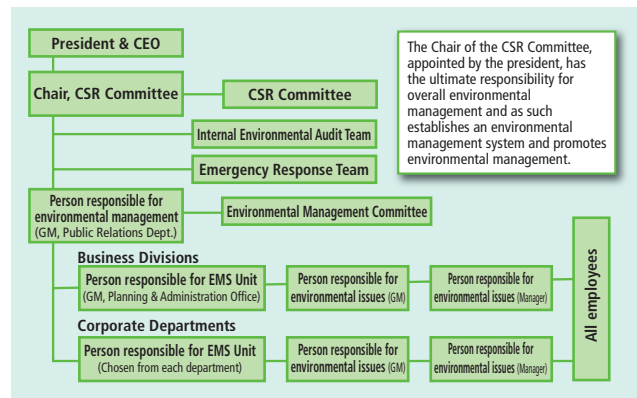 President & CEO
Chair, CSR Committee
CSR Committee
The Chair of the CSR Committee,
appointed by the president, has
the ultimate responsibility for
overall environmental
management and as such
establishes an environmental
management system and promotes
environmental management.
Internal Environmental Audit Team
Emergency Response Team
Person responsible for
environmental management
(GM, Public Relations Dept.)
Environmental Management Committee
Business Divisions
Person responsible for EMS Unit
(GM, Planning & Administration Office)
Person responsible for
environmental issues (GM)
Person responsible for
environmental issues (Manager)
Corporate Departments
Person responsible for EMS Unit
(Chosen from each department)
Person responsible for
environmental issues (GM)
Person responsible for
environmental issues (Manager)
All employees